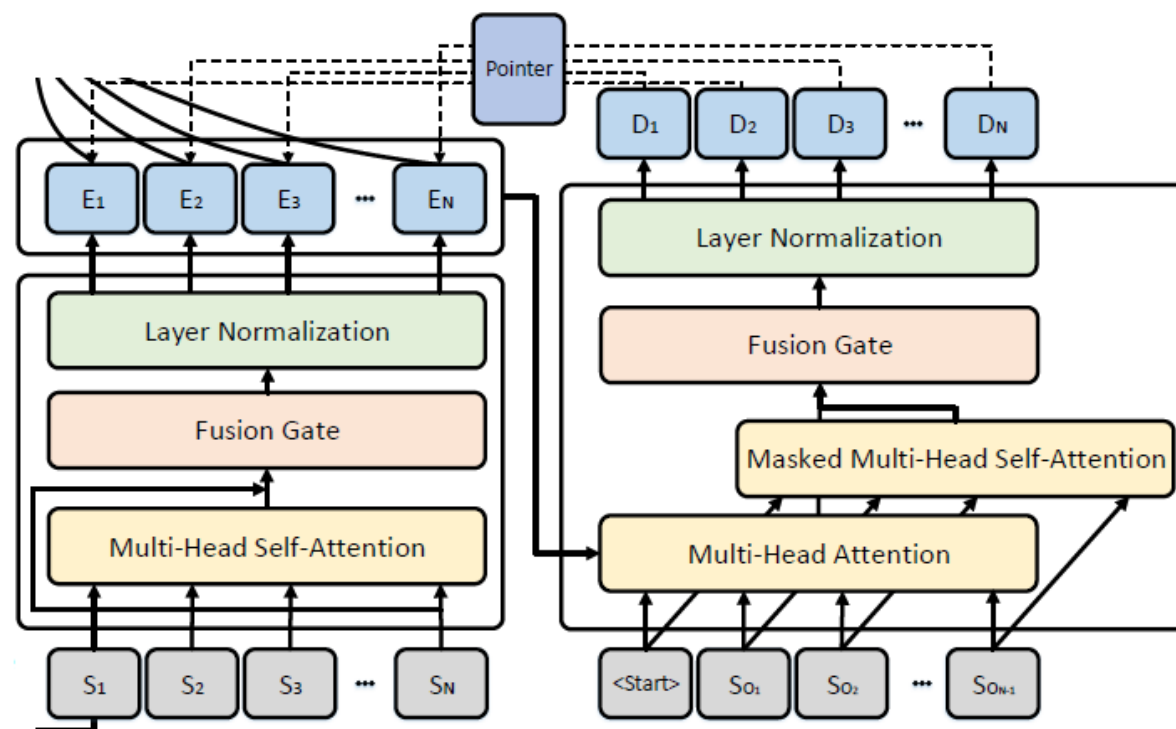 Pointer
D1 D2 D3 ... DN
E1 E2 E3 ... EN
Layer Normalization
Layer Normalization
Fusion Gate
Fusion Gate
Masked Multi-Head Self-Attention
Multi-Head Self-Attention
Multi-Head Attention
S1 S2 S3 ... SN
<Start> SO1 SO2 ... SON-1